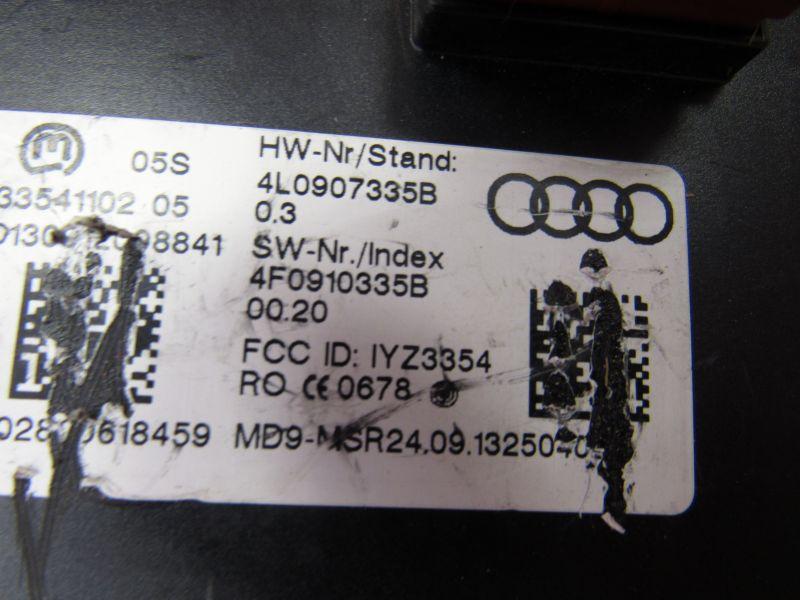 05S
33541102 05
HW-Nr/Stand:
4L0907335B
0.3
SW-Nr./Index
4F0910335B
00.20
FCC ID: IYZ3354
RO CE 0678
618459
MD9-MSR24.09.132504